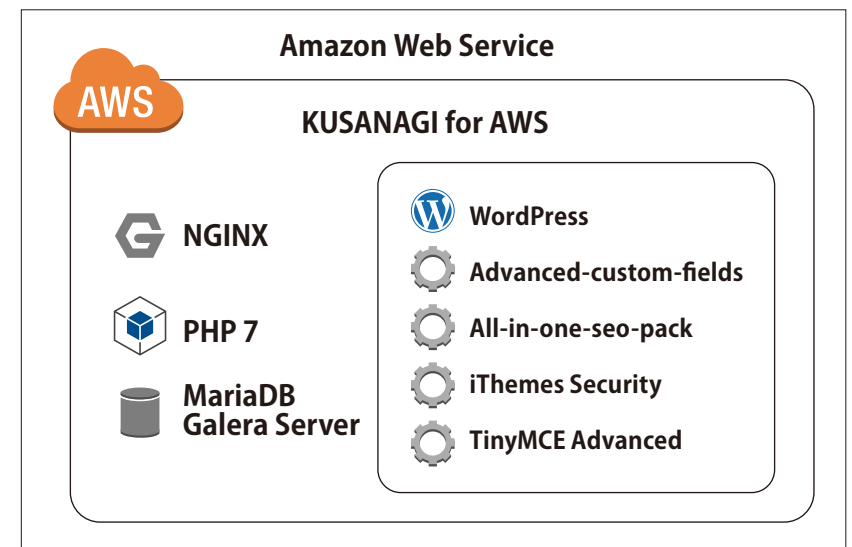 Amazon Web Service
AWS
KUSANAGI for AWS
NGINX
PHP 7
MariaDB
Galera Server
WordPress
Advanced-custom-fields
All-in-one-seo-pack
iThemes Security
TinyMCE Advanced